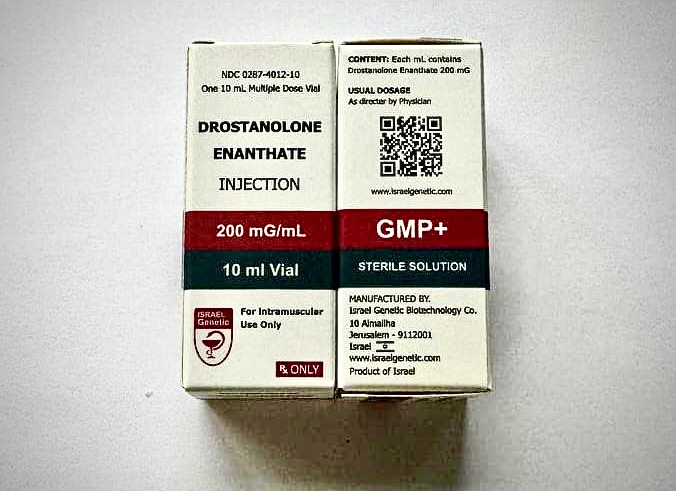 NDC 0287-4012-10
One 10 mL Multiple Dose Vial
DROSTANOLONE
ENANTHATE
INJECTION
200 mG/mL
10 ml Vial
ISRAEL
Genetic
For Intramuscular
Use Only
Rx ONLY
CONTENT: Each mL contains
Drostanolone Enanthate 200 mG
USUAL DOSAGE
As directer by Physician
www.israelgenetic.com
GMP+
STERILE SOLUTION
MANUFACTURED BY.
Israel Genetic Biotechnology Co.
10 Almaliha
Jerusalem - 9112001
Israel
www.israelgenetic.com
Product of Israel